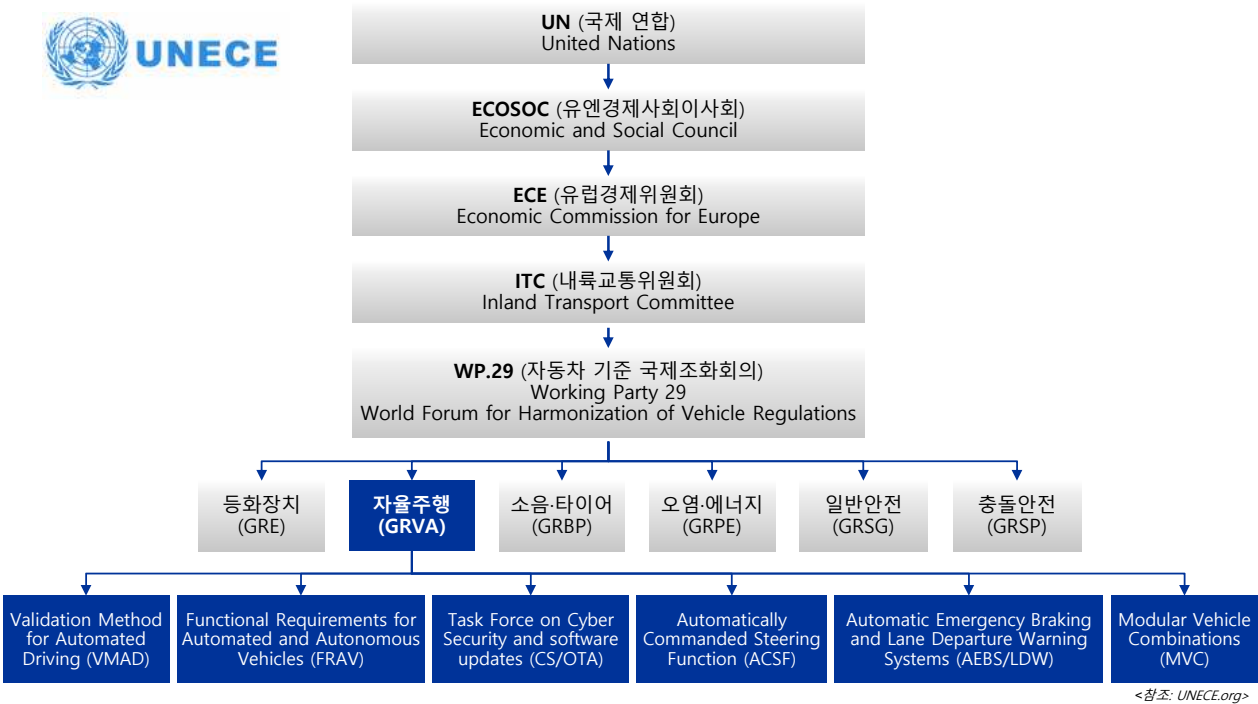 UNECE
UN (국제 연합)
United Nations
ECOSOC (유엔경제사회이사회)
Economic and Social Council
ECE (유럽경제위원회)
Economic Commission for Europe
ITC (내륙교통위원회)
Inland Transport Committee
WP.29 (자동차 기준 국제조화회의)
Working Party 29
World Forum for Harmonization of Vehicle Regulations
등화장치
(GRE)
자율주행
(GRVA)
소음·타이어
(GRBP)
오염·에너지
(GRPE)
일반안전
(GRSG)
충돌안전
(GRSP)
Validation Method
for Automated
Driving (VMAD)
Functional Requirements for
Automated and Autonomous
Vehicles (FRAV)
Task Force on Cyber
Security and software
updates (CS/OTA)
Automatically
Commanded Steering
Function (ACSF)
Automatic Emergency Braking
and Lane Departure Warning
Systems (AEBS/LDW)
Modular Vehicle
Combinations
(MVC)
<참조: UNECE.org>